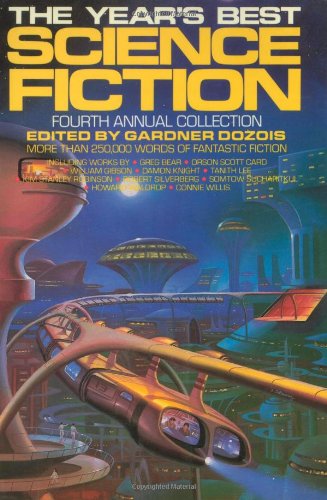 THE YEAR'S BEST
SCIENCE
FICTION
FOURTH ANNUAL COLLECTION
EDITED BY GARDNER DOZOIS
MORE THAN 250,000 WORDS OF FANTASTIC FICTION
INCLUDING WORKS BY • GREG BEAR • ORSON SCOTT CARD
• WILLIAM GIBSON • DAMON KNIGHT • TANITH LEE
KIM STANLEY ROBINSON • ROBERT SILVERBERG • SOMTOW SUCHARITKUL
HOWARD WALDROP • CONNIE WILLIS